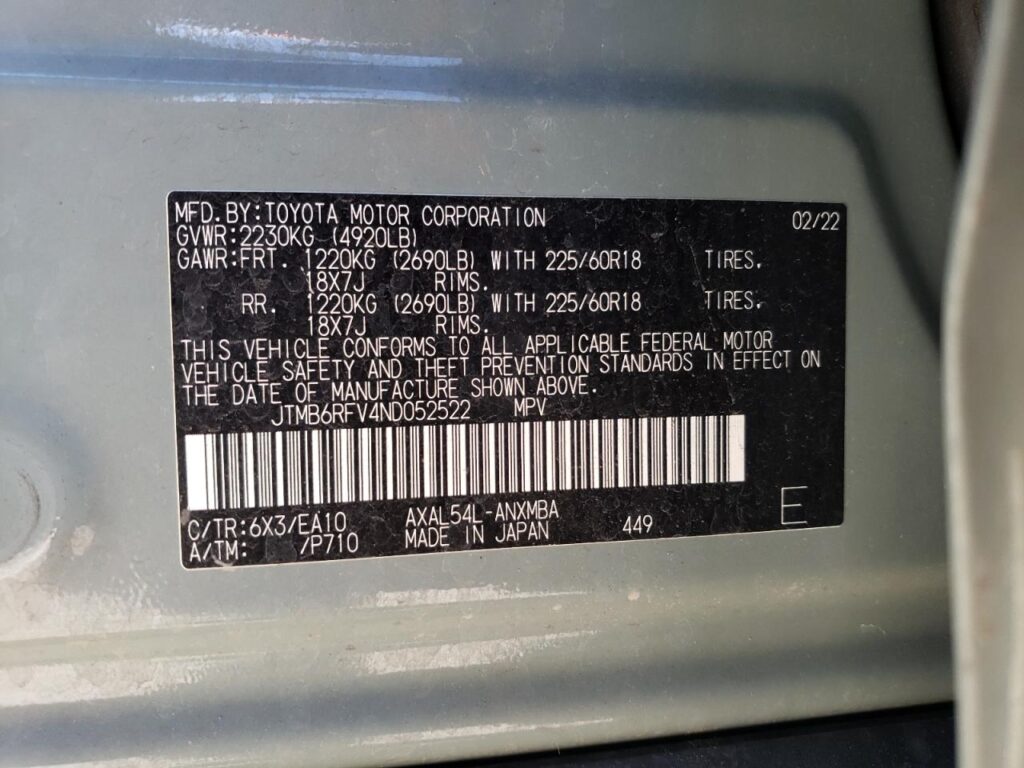 MFD.BY:TOYOTA MOTOR CORPORATION 02/22
GVWR:2230KG (4920LB)
GAWR:FRT. 1220KG (2690LB) WITH 225/60R18 TIRES.
18X7J RIMS.
RR. 1220KG (2690LB) WITH 225/60R18 TIRES.
18X7J RIMS.
THIS VEHICLE CONFORMS TO ALL APPLICABLE FEDERAL MOTOR
VEHICLE SAFETY AND THEFT PREVENTION STANDARDS IN EFFECT ON
THE DATE OF MANUFACTURE SHOWN ABOVE.
JTMB6RFV4ND052522 MPV
C/TR:6X3/EA10 AXAL54L-ANXMBA 449 E
A/TM: /P710 MADE IN JAPAN